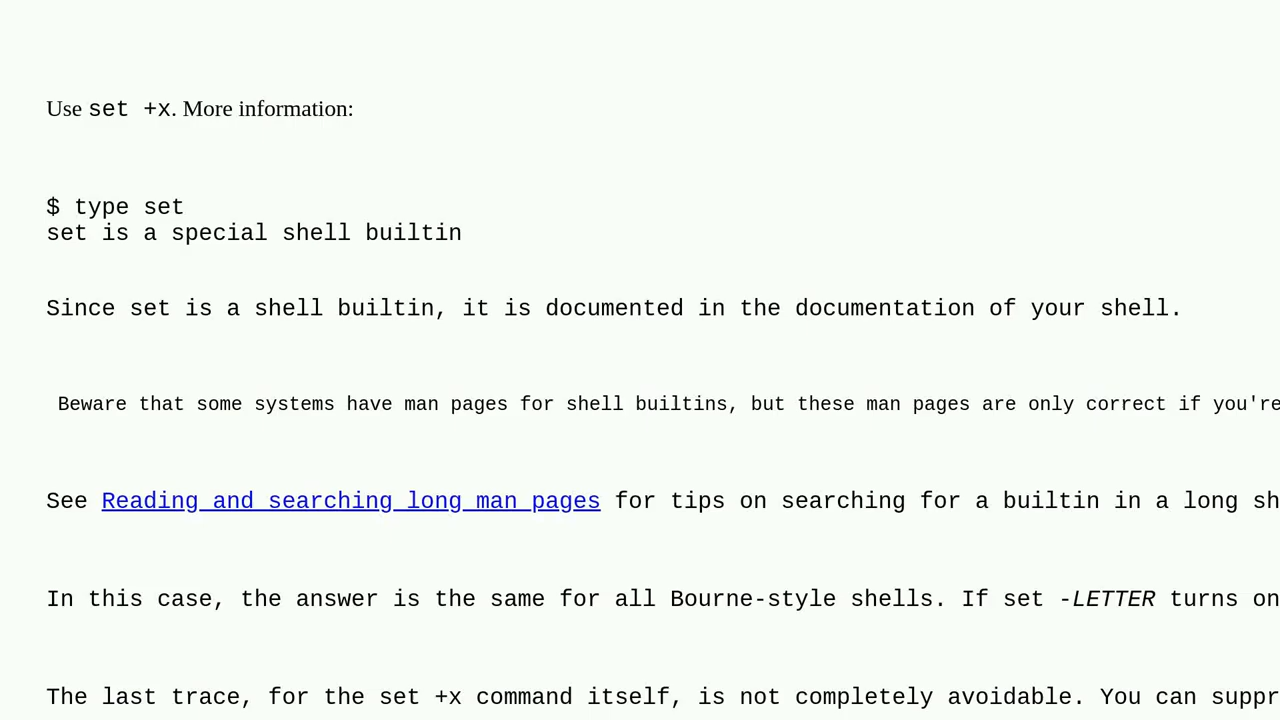 Use set +x. More information:
$ type set
set is a special shell builtin
Since set is a shell builtin, it is documented in the documentation of your shell.
Beware that some systems have man pages for shell builtins, but these man pages are only correct if you're
See Reading and searching long man pages for tips on searching for a builtin in a long sh
In this case, the answer is the same for all Bourne-style shells. If set -LETTER turns on
The last trace, for the set +x command itself, is not completely avoidable. You can suppr